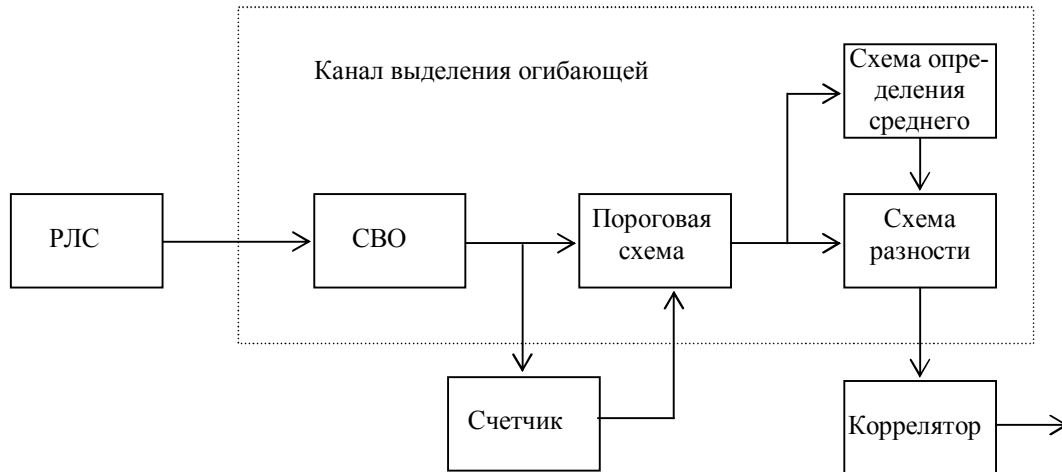 Канал выделения огибающей
Схема опре-
деления
среднего
РЛС
СВО
Пороговая
схема
Схема
разности
Счетчик
Коррелятор